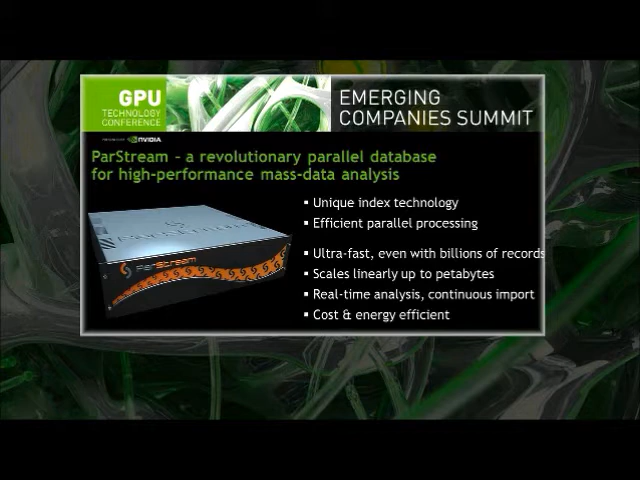 GPU
TECHNOLOGY
CONFERENCE
NVIDIA
EMERGING
COMPANIES SUMMIT
ParStream - a revolutionary parallel database
for high-performance mass-data analysis
▪ Unique index technology
▪ Efficient parallel processing
▪ Ultra-fast, even with billions of records
▪ Scales linearly up to petabytes
▪ Real-time analysis, continuous import
▪ Cost & energy efficient
ParStream